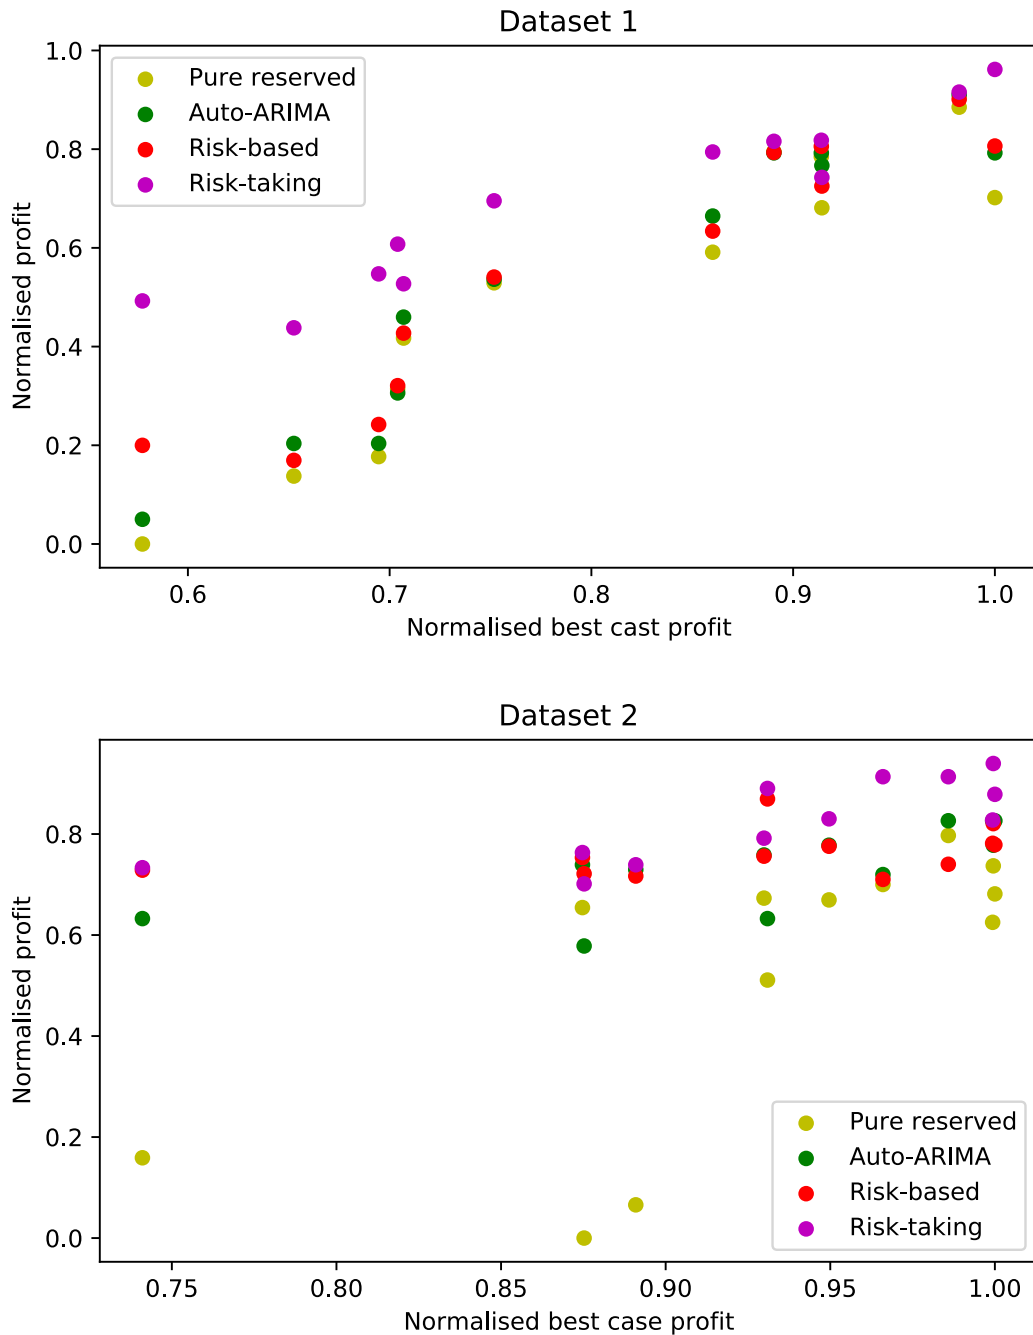 Dataset 1
1.0
0.8
0.6
0.4
0.2
0.0
Normalised profit
Pure reserved
Auto-ARIMA
Risk-based
Risk-taking
0.6 0.7 0.8 0.9 1.0
Normalised best cast profit
Dataset 2
0.8
0.6
0.4
0.2
0.0
Normalised profit
Pure reserved
Auto-ARIMA
Risk-based
Risk-taking
0.75 0.80 0.85 0.90 0.95 1.00
Normalised best case profit